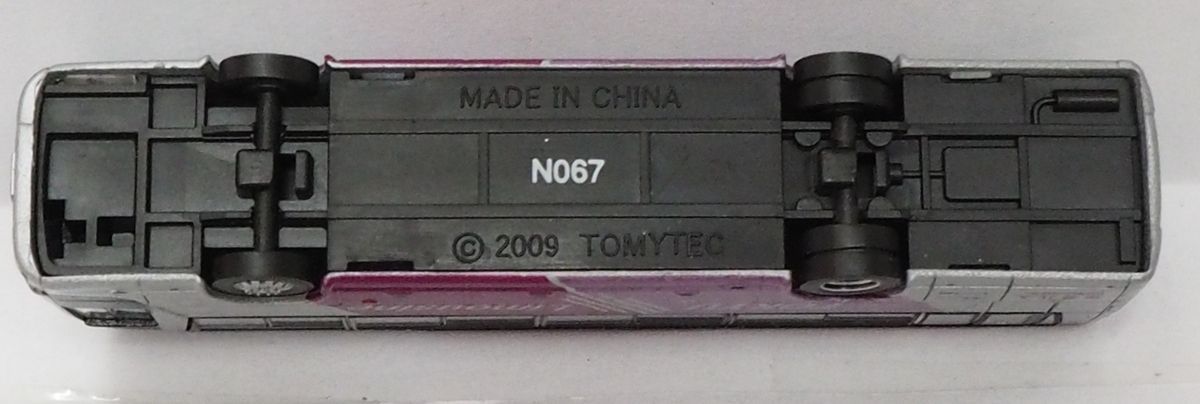 MADE IN CHINA
N067
© 2009 TOMYTEC